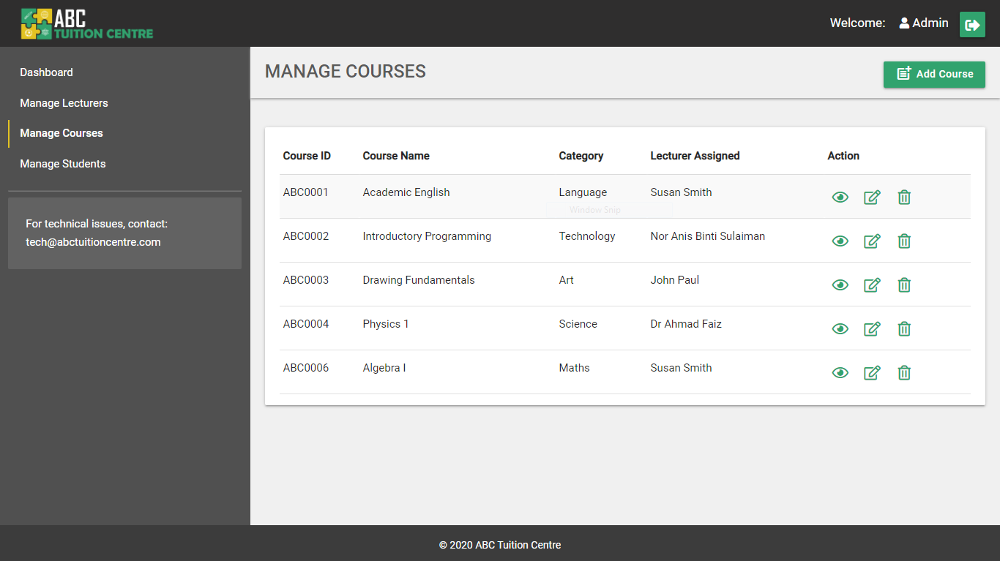 ABC
TUITION CENTRE
Welcome: Admin
Dashboard
Manage Lecturers
Manage Courses
Manage Students
For technical issues, contact:
tech@abctuitioncentre.com
MANAGE COURSES
Add Course
Course ID Course Name Category Lecturer Assigned Action
ABC0001 Academic English Language Susan Smith
Window Snip
ABC0002 Introductory Programming Technology Nor Anis Binti Sulaiman
ABC0003 Drawing Fundamentals Art John Paul
ABC0004 Physics 1 Science Dr Ahmad Faiz
ABC0006 Algebra I Maths Susan Smith
© 2020 ABC Tuition Centre